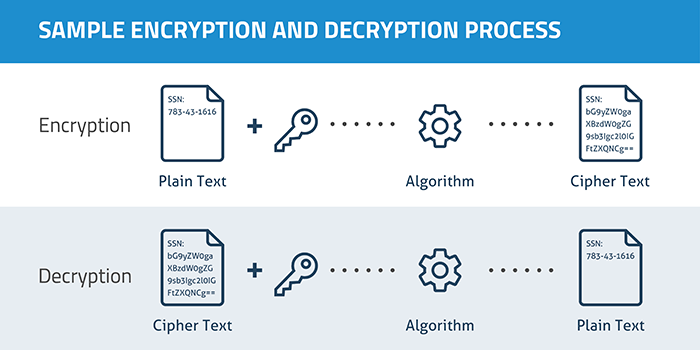 SAMPLE ENCRYPTION AND DECRYPTION PROCESS
Encryption
SSN:
783-43-1616
+
SSN:
bG9yZW0ga
XBzdW0gZG
9sb3Igc2l0IG
FtZXQNCg==
Plain Text
Algorithm
Cipher Text
Decryption
SSN:
bG9yZW0ga
XBzdW0gZG
9sb3Igc2l0IG
FtZXQNCg==
+
SSN:
783-43-1616
Cipher Text
Algorithm
Plain Text